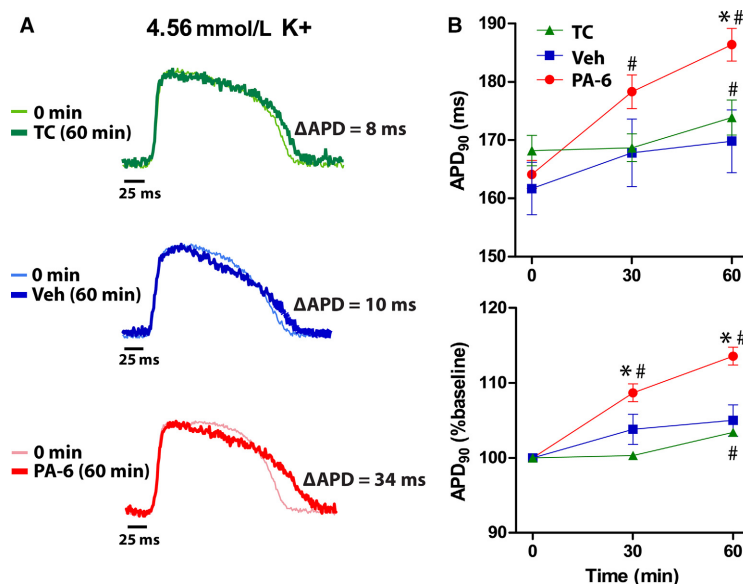 A
4.56 mmol/L K+
0 min
TC (60 min)
ΔAPD = 8 ms
25 ms
0 min
Veh (60 min)
ΔAPD = 10 ms
25 ms
0 min
PA-6 (60 min)
ΔAPD = 34 ms
25 ms
B
TC
Veh
PA-6
APD90 (ms)
190
180
170
160
150
0
30
60
#
*#
#
APD90 (%baseline)
120
110
100
90
0
30
60
*#
*#
#
Time (min)